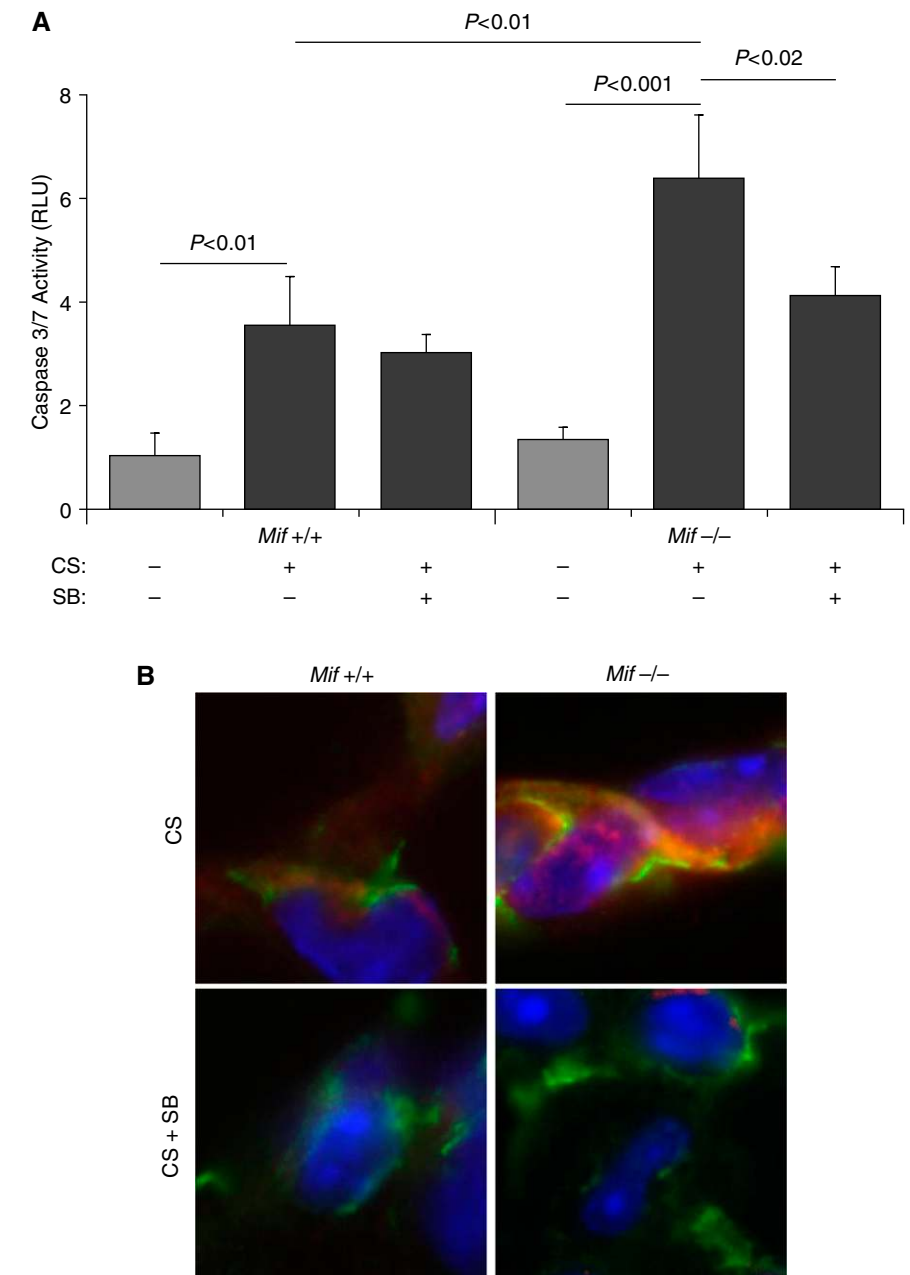 A
P<0.01
P<0.02
P<0.001
P<0.01
Caspase 3/7 Activity (RLU)
8
6
4
2
0
Mif +/+ Mif –/–
CS: – + + – + +
SB: – – + – – +
B
Mif +/+ Mif –/–
CS
CS + SB